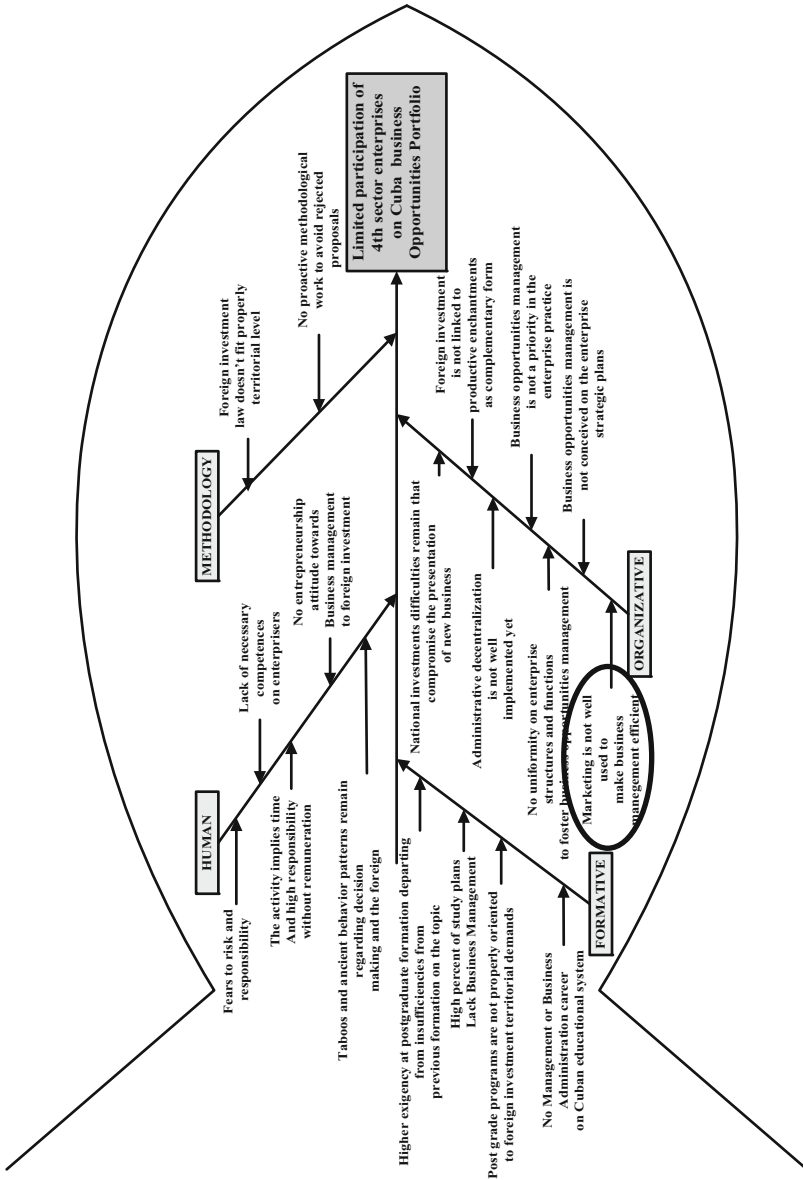 HUMAN
Fears to risk and
responsibility
Lack of necessary
competences
on enterprisers
The activity implies time
And high responsibility
without remuneration
No entrepreneurship
attitude towards
Business management
to foreign investment
Taboos and ancient behavior patterns remain
regarding decision
making and the foreign
METHODOLOGY
Foreign investment
law doesn't fit properly
territorial level
No proactive methodological
work to avoid rejected
proposals
Limited participation of
4th sector enterprises
on Cuba business
Opportunities Portfolio
Higher exigency at postgraduate formation departing
from insufficiencies from
previous formation on the topic
High percent of study plans
Lack Business Management
Post grade programs are not properly oriented
to foreign investment territorial demands
No Management or Business
Administration career
on Cuban educational system
FORMATIVE
National investments difficulties remain that
compromise the presentation
of new business
Foreign investment
is not linked to
productive enchantments
as complementary form
Administrative decentralization
is not well
implemented yet
Business opportunities management
is not a priority in the
enterprise practice
No uniformity on enterprise
structures and functions
to foster business opportunities management
Business opportunities management is
not conceived on the enterprise
strategic plans
Marketing is not well
used to
make business
manegement efficient
ORGANIZATIVE